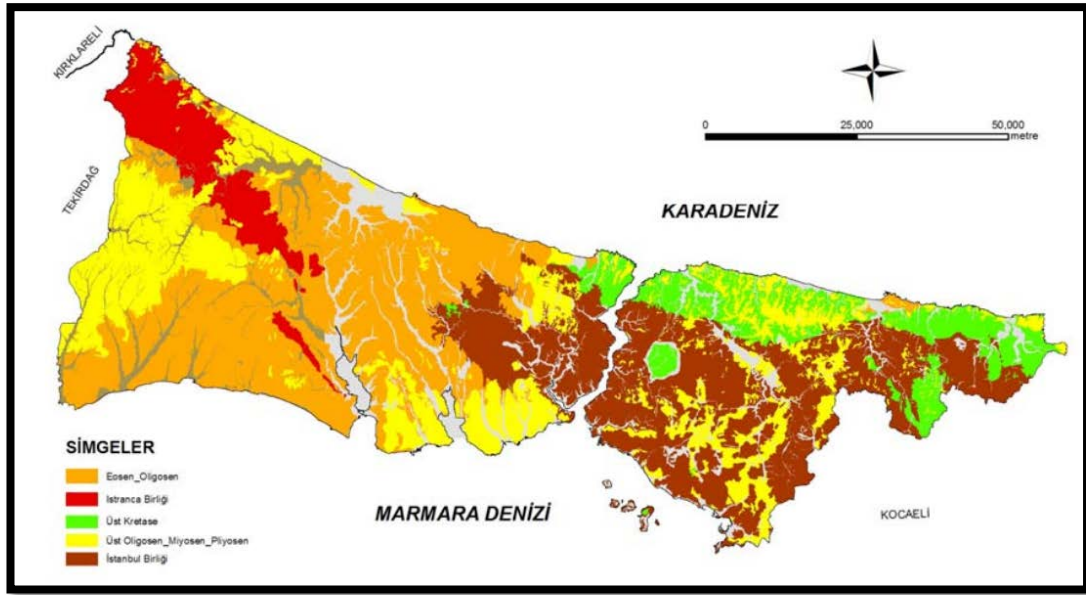 KIRKLARELİ
0 25,000 50,000
metre
TEKİRDAĞ
KARADENİZ
SİMGELER
Eosen_Oligosen
Istranca Birliği
Üst Kretase
Üst Oligosen_Miyosen_Pliyosen
İstanbul Birliği
MARMARA DENİZİ
KOCAELİ